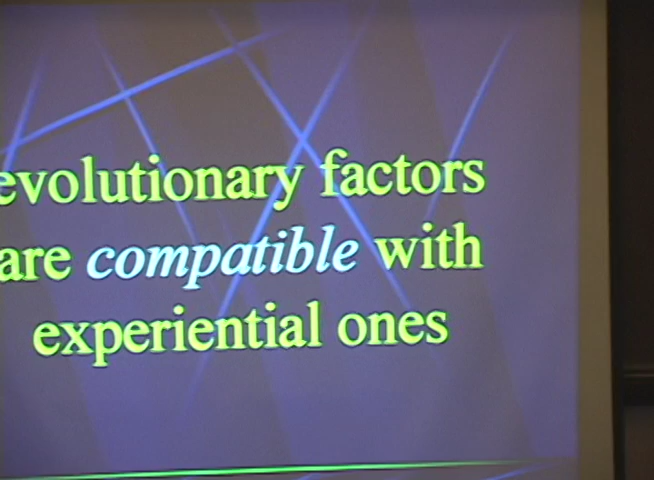 evolutionary factors
are compatible with
experiential ones